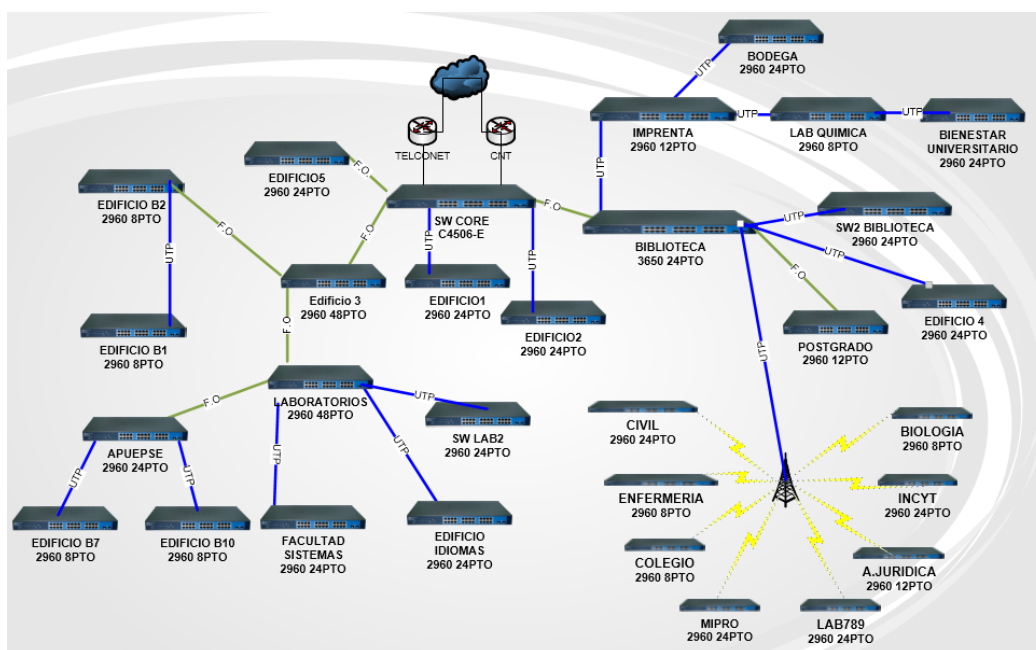 BODEGA
2960 24PTO
UTP
IMPRENTA
2960 12PTO
UTP
LAB QUIMICA
2960 8PTO
UTP
BIENESTAR
UNIVERSITARIO
2960 24PTO
TELCONET
CNT
EDIFICIO5
2960 24PTO
F.O.
UTP
EDIFICIO B2
2960 8PTO
F.O
SW CORE
C4506-E
F.O
F.O
UTP
BIBLIOTECA
3650 24PTO
UTP
SW2 BIBLIOTECA
2960 24PTO
UTP
F.O
UTP
UTP
UTP
Edificio 3
2960 48PTO
EDIFICIO1
2960 24PTO
EDIFICIO2
2960 24PTO
POSTGRADO
2960 12PTO
EDIFICIO 4
2960 24PTO
EDIFICIO B1
2960 8PTO
F.O
UTP
LABORATORIOS
2960 48PTO
F.O
UTP
SW LAB2
2960 24PTO
APUEPSE
2960 24PTO
UTP
UTP
UTP
UTP
CIVIL
2960 24PTO
BIOLOGIA
2960 8PTO
ENFERMERIA
2960 8PTO
INCYT
2960 24PTO
EDIFICIO B7
2960 8PTO
EDIFICIO B10
2960 8PTO
FACULTAD
SISTEMAS
2960 24PTO
EDIFICIO
IDIOMAS
2960 24PTO
COLEGIO
2960 8PTO
A.JURIDICA
2960 12PTO
MIPRO
2960 24PTO
LAB789
2960 24PTO